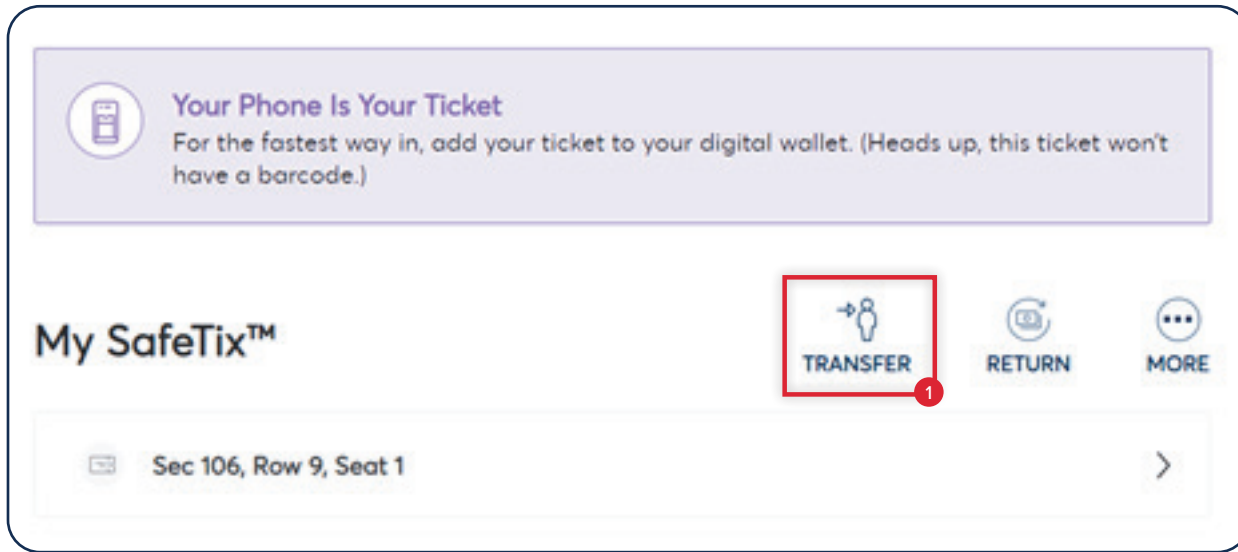 Your Phone Is Your Ticket
For the fastest way in, add your ticket to your digital wallet. (Heads up, this ticket won't
have a barcode.)
My SafeTix™
TRANSFER
RETURN
MORE
1
Sec 106, Row 9, Seat 1